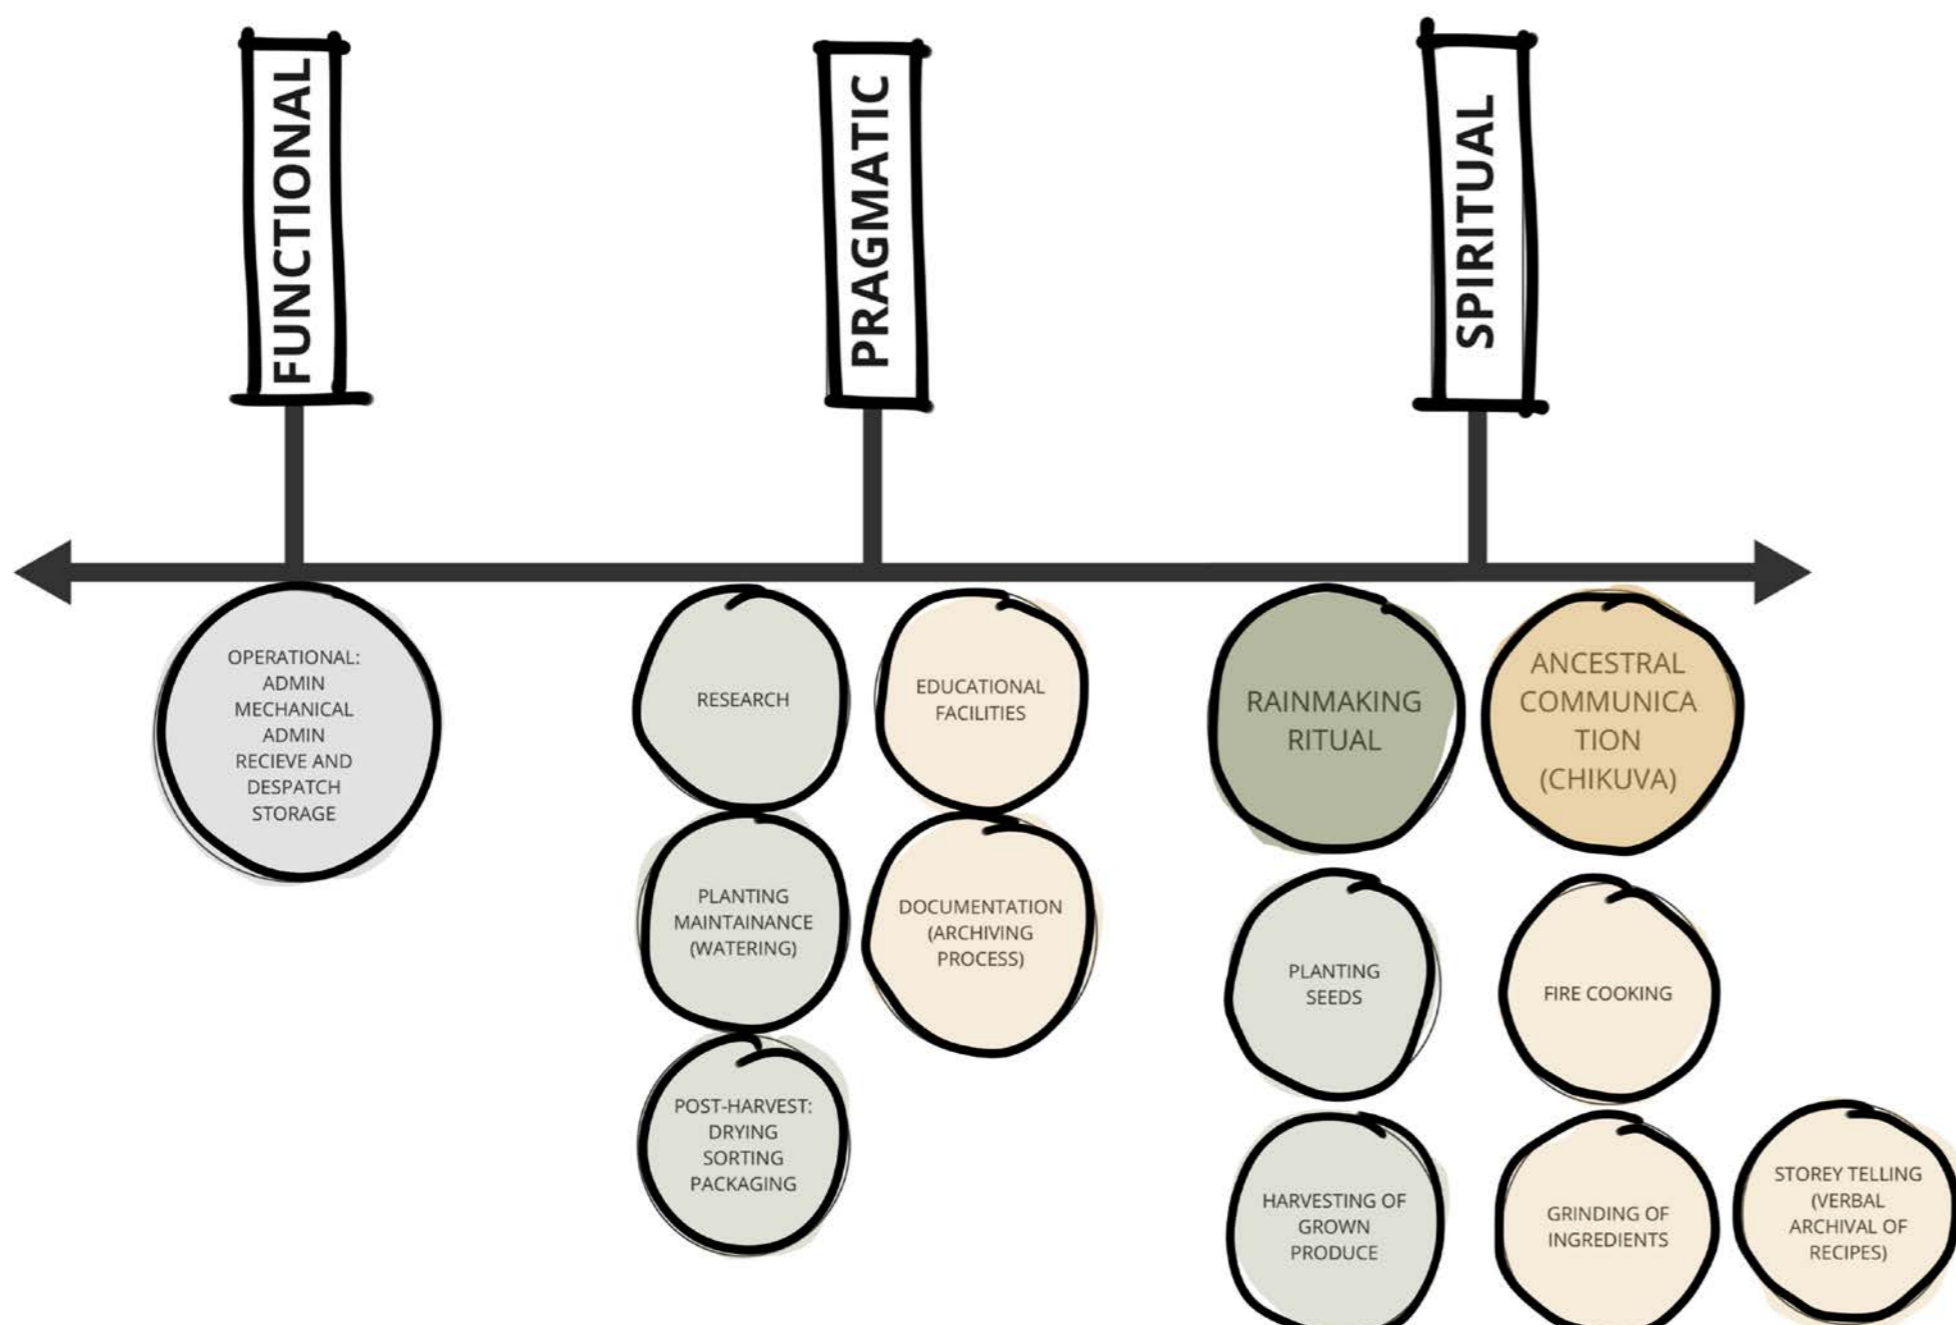 FUNCTIONAL
PRAGMATIC
SPIRITUAL
OPERATIONAL:
ADMIN
MECHANICAL
ADMIN
RECIEVE AND
DESPATCH
STORAGE
RESEARCH
EDUCATIONAL
FACILITIES
PLANTING
MAINTAINANCE
(WATERING)
DOCUMENTATION
(ARCHIVING
PROCESS)
POST-HARVEST:
DRYING
SORTING
PACKAGING
RAINMAKING
RITUAL
ANCESTRAL
COMMUNICA
TION
(CHIKUVA)
PLANTING
SEEDS
FIRE COOKING
HARVESTING OF
GROWN
PRODUCE
GRINDING OF
INGREDIENTS
STOREY TELLING
(VERBAL
ARCHIVAL OF
RECIPES)